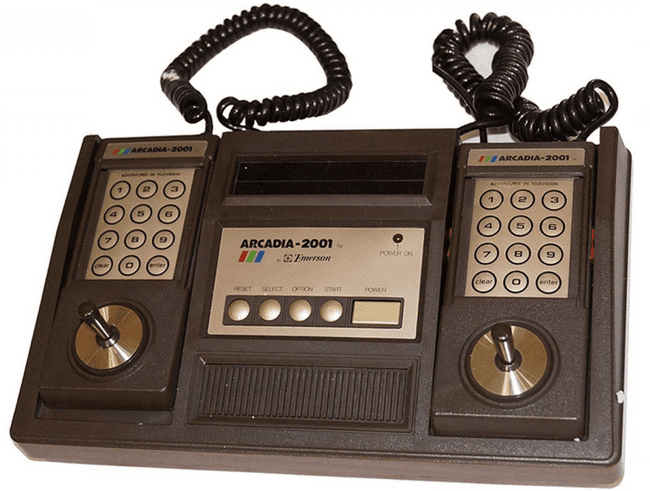 ARCADIA-2001
ADVENTURES IN TELEVISION
1 2 3
4 5 6
7 8 9
clear 0 enter
ARCADIA-2001 TM
BY Emerson
POWER ON
RESET SELECT OPTION START POWER
ARCADIA-2001 TM
ADVENTURES IN TELEVISION
1 2 3
4 5 6
7 8 9
clear 0 enter